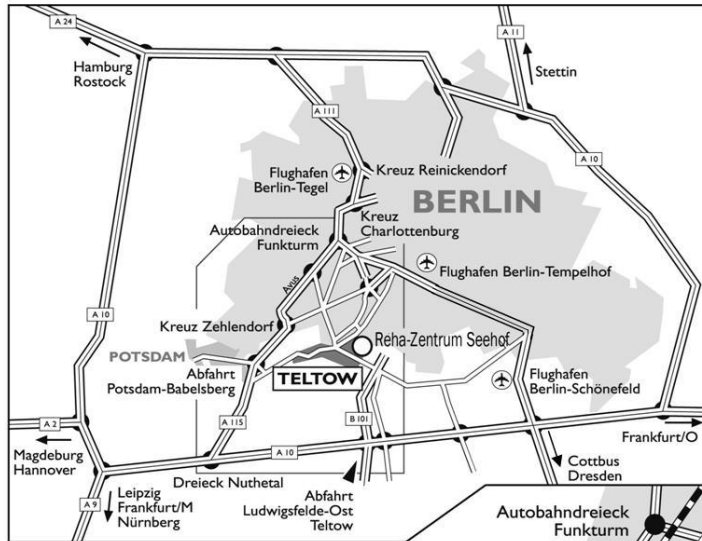 A 24
Hamburg
Rostock
A 11
Stettin
A 111
A 10
Flughafen
Berlin-Tegel
Kreuz Reinickendorf
BERLIN
Kreuz
Charlottenburg
Autobahndreieck
Funkturm
Flughafen Berlin-Tempelhof
Avus
A 10
Kreuz Zehlendorf
Reha-Zentrum Seehof
POTSDAM
Abfahrt
Potsdam-Babelsberg
TELTOW
Flughafen
Berlin-Schönefeld
A 2
A 115
B 101
Magdeburg
Hannover
A 10
Frankfurt/O
Dreieck Nuthetal
Cottbus
Dresden
A 9
Leipzig
Frankfurt/M
Nürnberg
Abfahrt
Ludwigsfelde-Ost
Teltow
Autobahndreieck
Funkturm